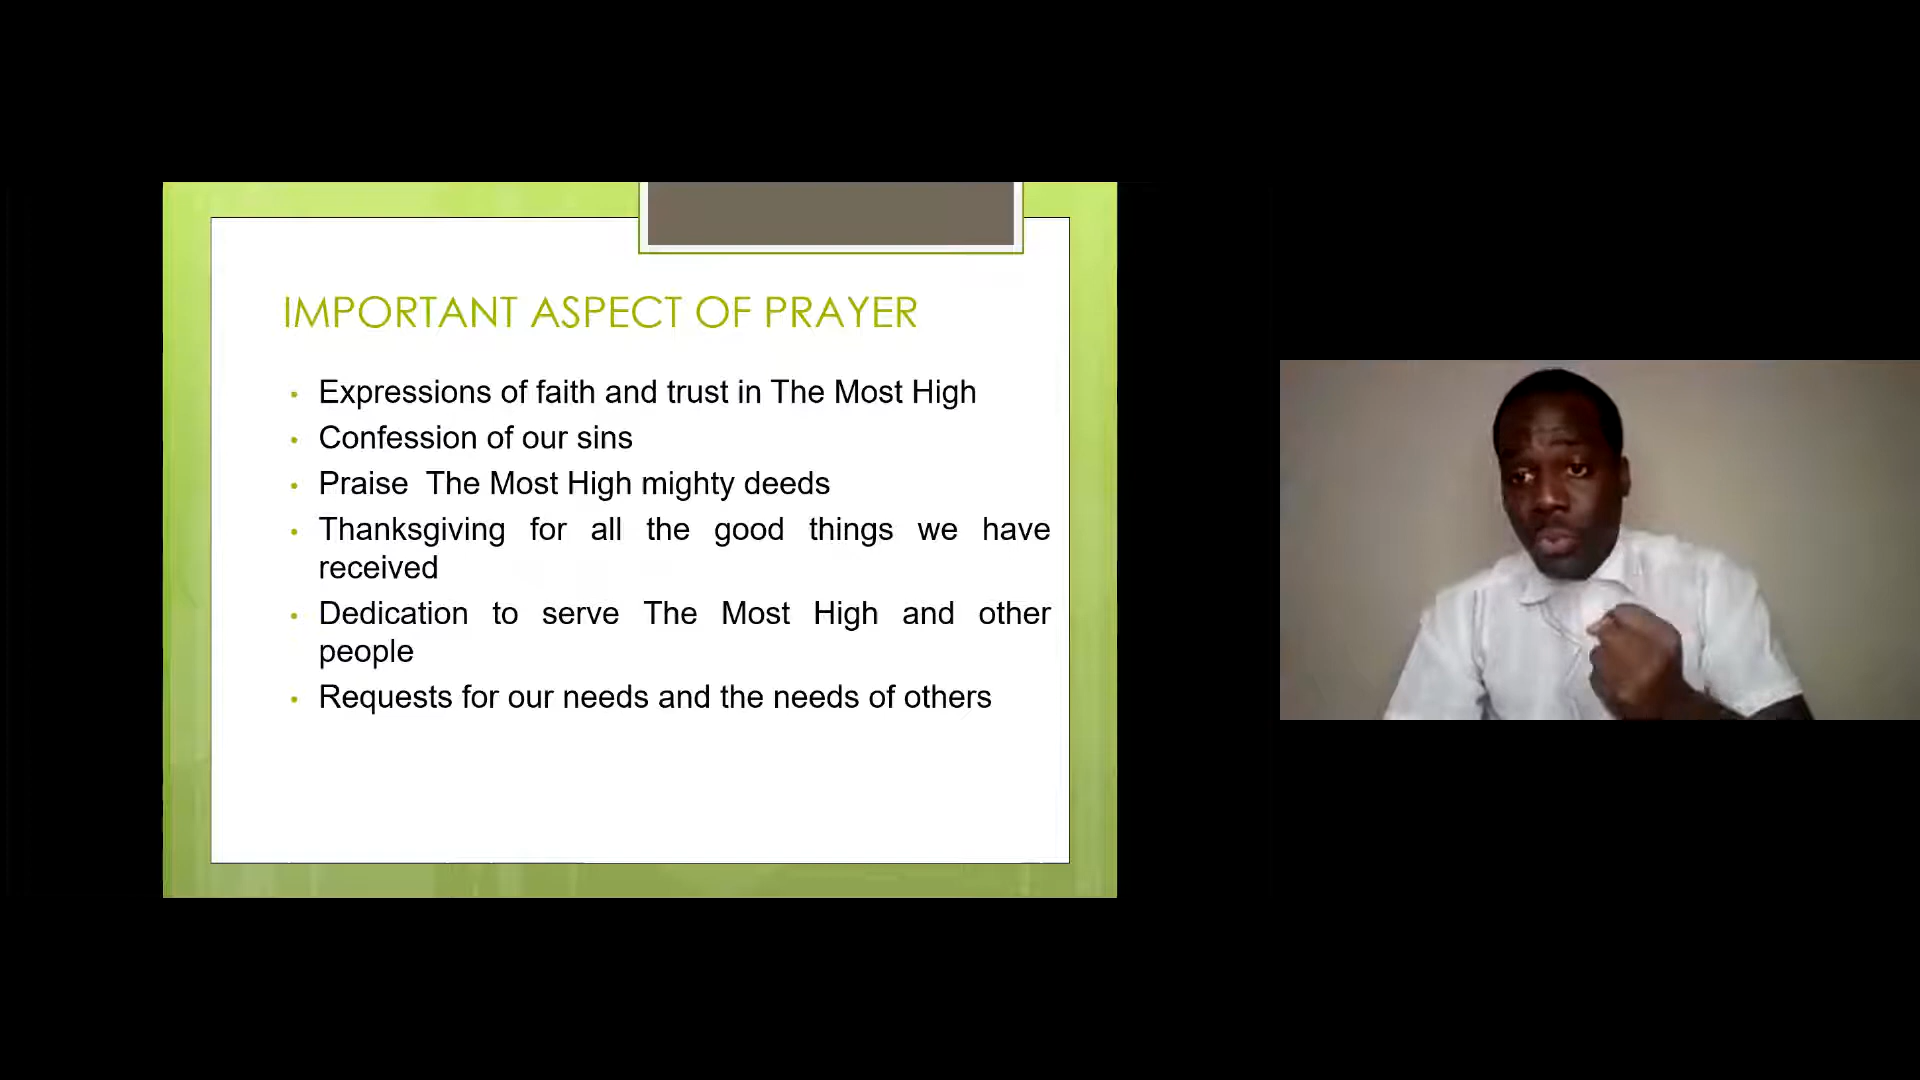 IMPORTANT ASPECT OF PRAYER
• Expressions of faith and trust in The Most High
• Confession of our sins
• Praise  The Most High mighty deeds
• Thanksgiving for all the good things we have
received
• Dedication to serve The Most High and other
people
• Requests for our needs and the needs of others